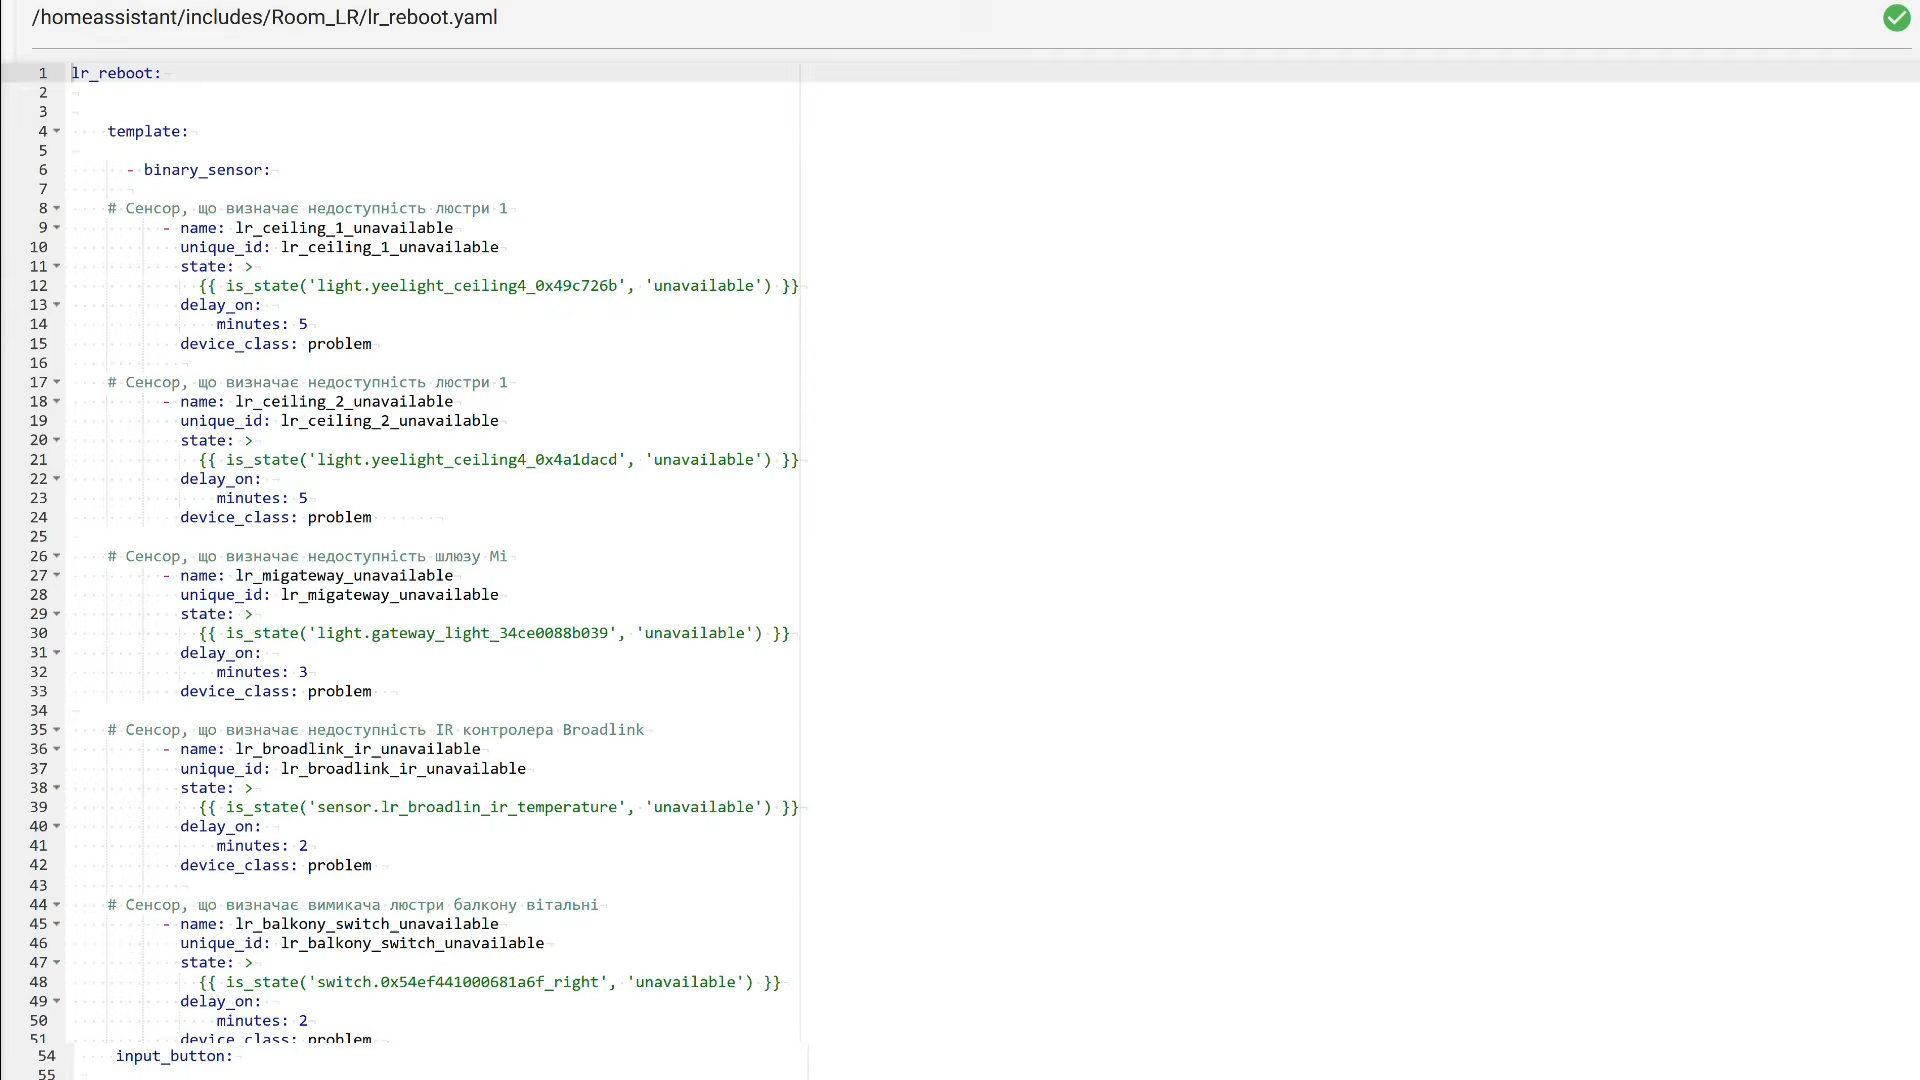 /homeassistant/includes/Room_LR/lr_reboot.yaml
1 lr_reboot:
2
3
4 template:
5
6 - binary_sensor:
7
8 # Сенсор, що визначає недоступність люстри 1
9 - name: lr_ceiling_1_unavailable
10 unique_id: lr_ceiling_1_unavailable
11 state: >
12 {{ is_state('light.yeelight_ceiling4_0x49c726b', 'unavailable') }}
13 delay_on:
14 minutes: 5
15 device_class: problem
16
17 # Сенсор, що визначає недоступність люстри 1
18 - name: lr_ceiling_2_unavailable
19 unique_id: lr_ceiling_2_unavailable
20 state: >
21 {{ is_state('light.yeelight_ceiling4_0x4a1dacd', 'unavailable') }}
22 delay_on:
23 minutes: 5
24 device_class: problem
25
26 # Сенсор, що визначає недоступність шлюзу Mi
27 - name: lr_migateway_unavailable
28 unique_id: lr_migateway_unavailable
29 state: >
30 {{ is_state('light.gateway_light_34ce0088b039', 'unavailable') }}
31 delay_on:
32 minutes: 3
33 device_class: problem
34
35 # Сенсор, що визначає недоступність IR контролера Broadlink
36 - name: lr_broadlink_ir_unavailable
37 unique_id: lr_broadlink_ir_unavailable
38 state: >
39 {{ is_state('sensor.lr_broadlin_ir_temperature', 'unavailable') }}
40 delay_on:
41 minutes: 2
42 device_class: problem
43
44 # Сенсор, що визначає вимикача люстри балкону вітальні
45 - name: lr_balkony_switch_unavailable
46 unique_id: lr_balkony_switch_unavailable
47 state: >
48 {{ is_state('switch.0x54ef441000681a6f_right', 'unavailable') }}
49 delay_on:
50 minutes: 2
51 device_class: problem
54 input_button:
55